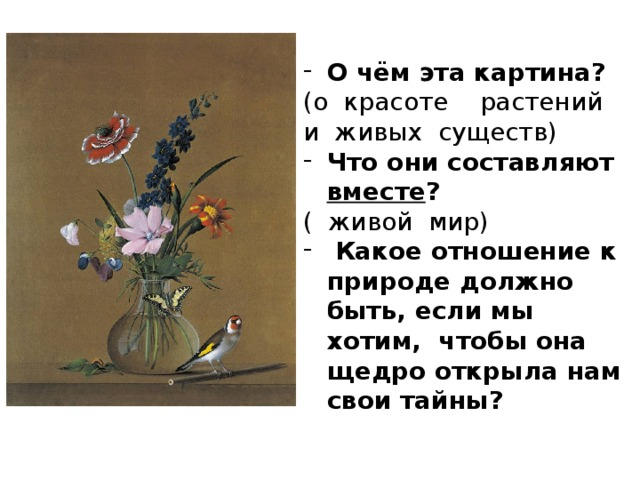 - О чём эта картина?
(о красоте растений
и живых существ)
- Что они составляют
вместе?
( живой мир)
- Какое отношение к
природе должно
быть, если мы
хотим, чтобы она
щедро открыла нам
свои тайны?